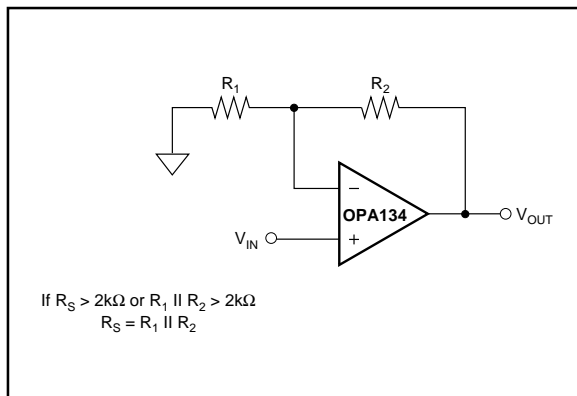 R1
R2
–
OPA134
+
VIN
VOUT
If RS > 2kΩ or R1 II R2 > 2kΩ
RS = R1 II R2